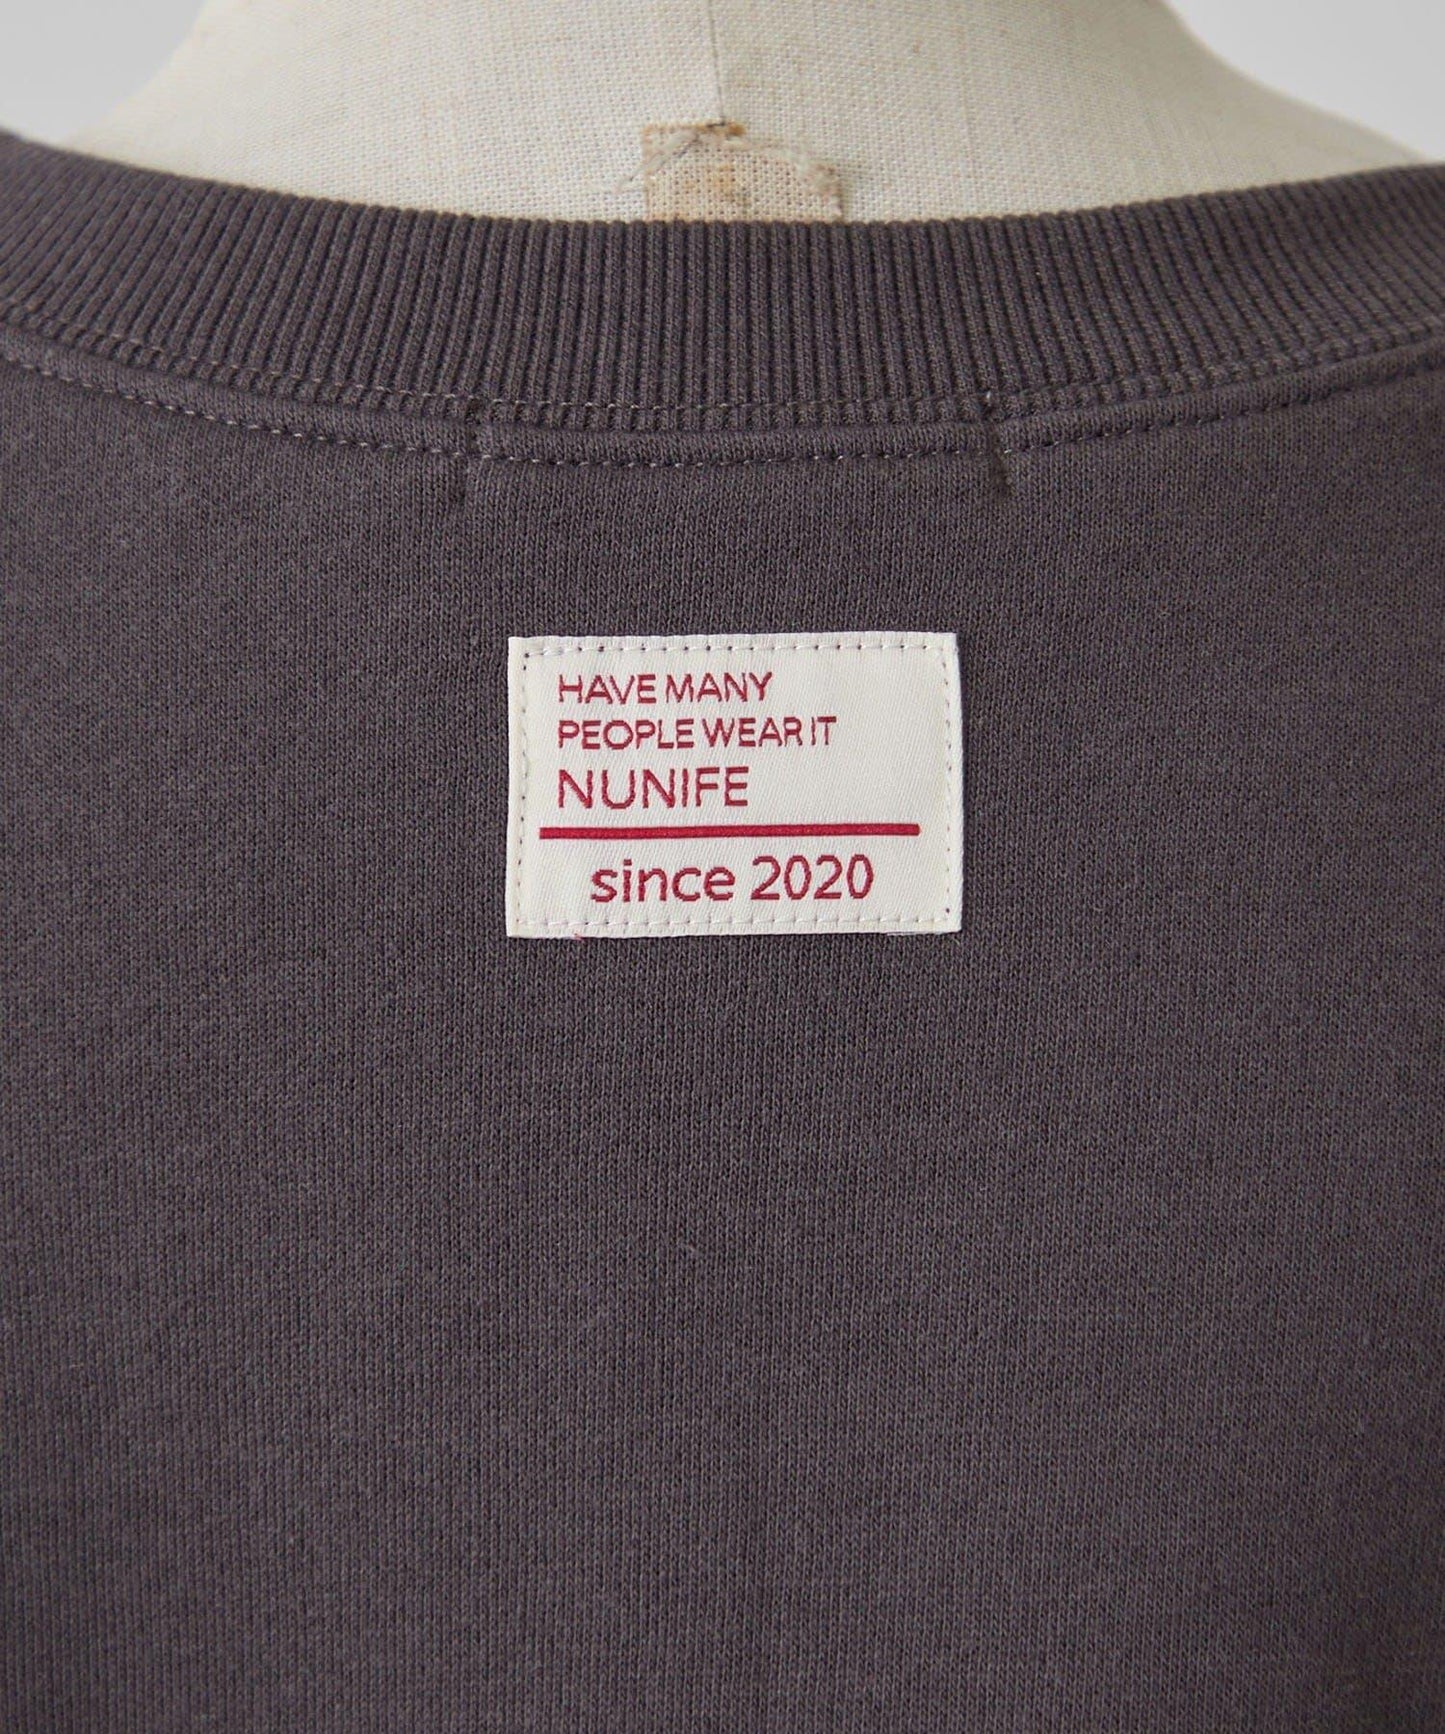 HAVE MANY
PEOPLE WEAR IT
NUNIFE
since 2020